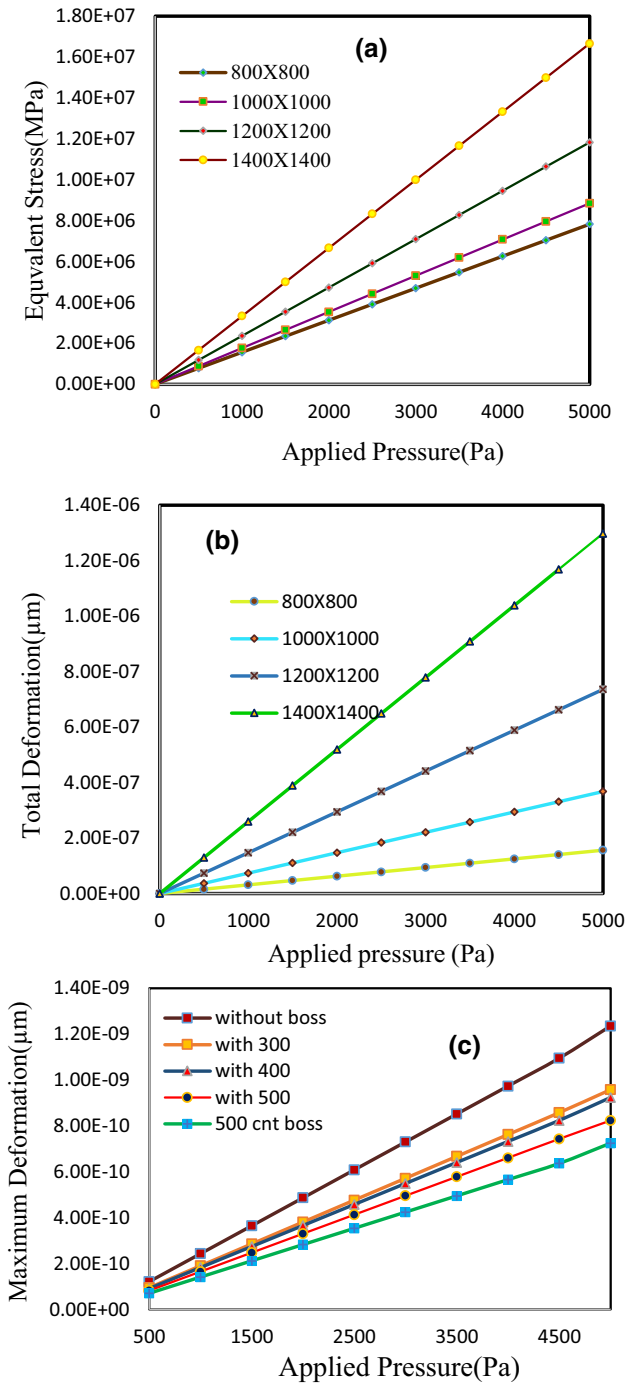 1.80E+07
1.60E+07
1.40E+07
1.20E+07
1.00E+07
8.00E+06
6.00E+06
4.00E+06
2.00E+06
0.00E+00
Equvalent Stress(MPa)
(a)
800X800
1000X1000
1200X1200
1400X1400
0 1000 2000 3000 4000 5000
Applied Pressure(Pa)
1.40E-06
1.20E-06
1.00E-06
8.00E-07
6.00E-07
4.00E-07
2.00E-07
0.00E+00
Total Deformation(μm)
(b)
800X800
1000X1000
1200X1200
1400X1400
0 1000 2000 3000 4000 5000
Applied pressure (Pa)
1.40E-09
1.20E-09
1.00E-09
8.00E-10
6.00E-10
4.00E-10
2.00E-10
0.00E+00
Maximum Deformation(μm)
without boss
with 300
with 400
with 500
500 cnt boss
(c)
500 1500 2500 3500 4500
Applied Pressure(Pa)